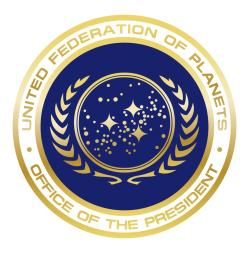 UNITED FEDERATION OF PLANETS
OFFICE OF THE PRESIDENT